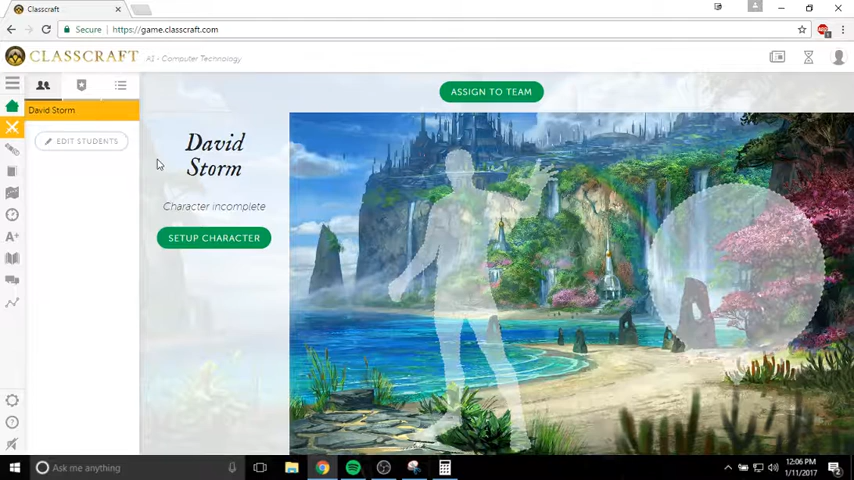 Classcraft
Secure
https://game.classcraft.com
CLASSCRAFT
A1 - Computer Technology
ASSIGN TO TEAM
David Storm
EDIT STUDENTS
David
Storm
Character incomplete
SETUP CHARACTER
A+
Ask me anything
12:06 PM
1/11/2017